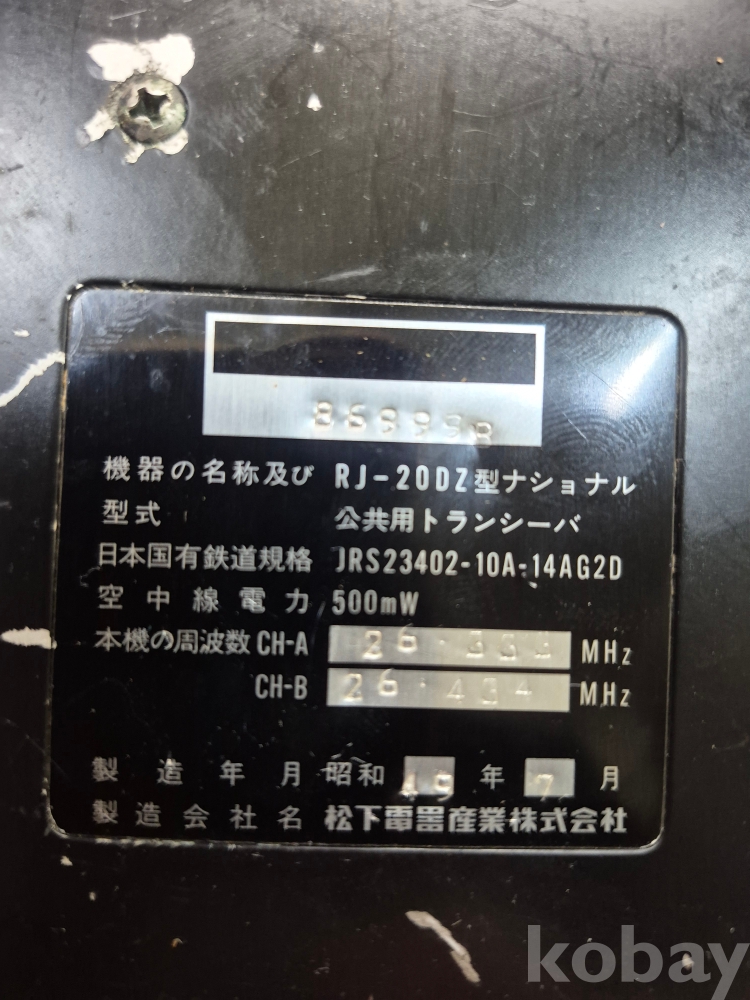 機器の名称及び RJ-20DZ型ナショナル
型式 公共用トランシーバ
日本国有鉄道規格 JRS23402-10A-14AG2D
空中線電力 500mW
本機の周波数 CH-A MHz
CH-B 26.434 MHz
製造年月 昭和 49 年 7 月
製造会社名 松下電器産業株式会社
kobay